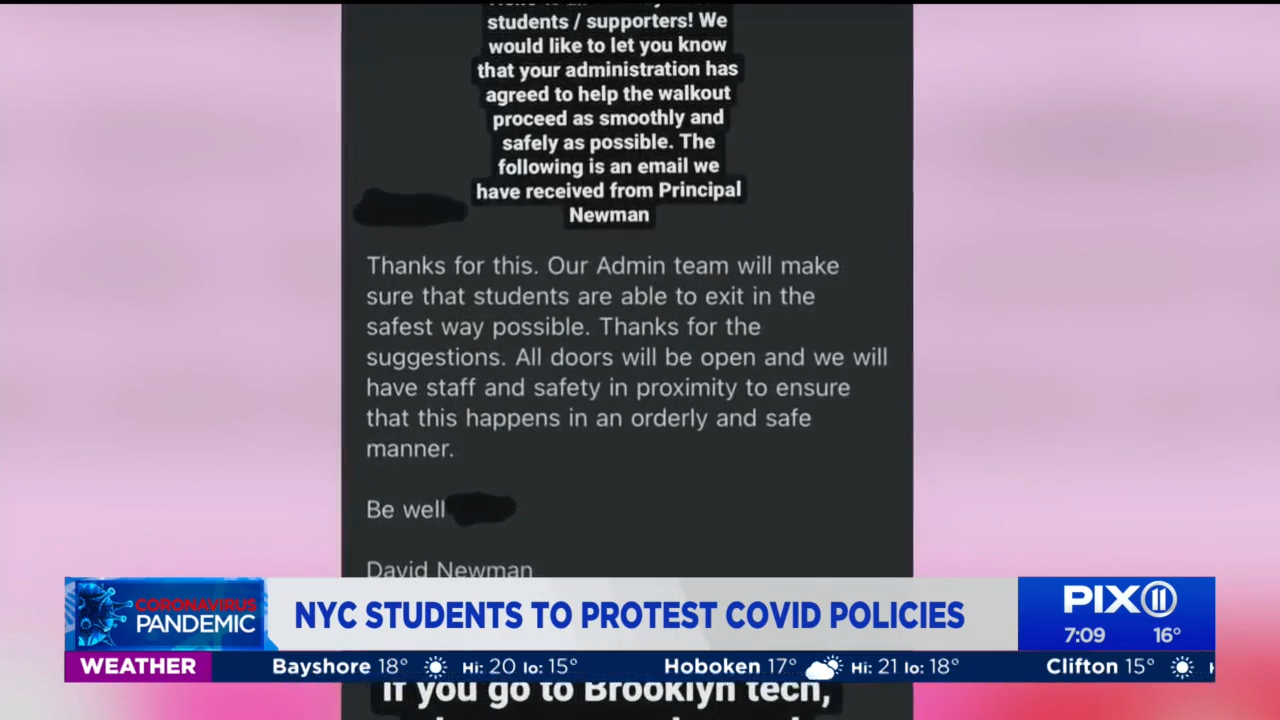 students / supporters! We
would like to let you know
that your administration has
agreed to help the walkout
proceed as smoothly and
safely as possible. The
following is an email we
have received from Principal
Newman
Thanks for this. Our Admin team will make
sure that students are able to exit in the
safest way possible. Thanks for the
suggestions. All doors will be open and we will
have staff and safety in proximity to ensure
that this happens in an orderly and safe
manner.
Be well
David Newman
CORONAVIRUS
PANDEMIC
NYC STUDENTS TO PROTEST COVID POLICIES
PIX11
7:09 16°
WEATHER Bayshore 18° Hi: 20 lo: 15° Hoboken 17° Hi: 21 lo: 18° Clifton 15°
If you go to Brooklyn tech,